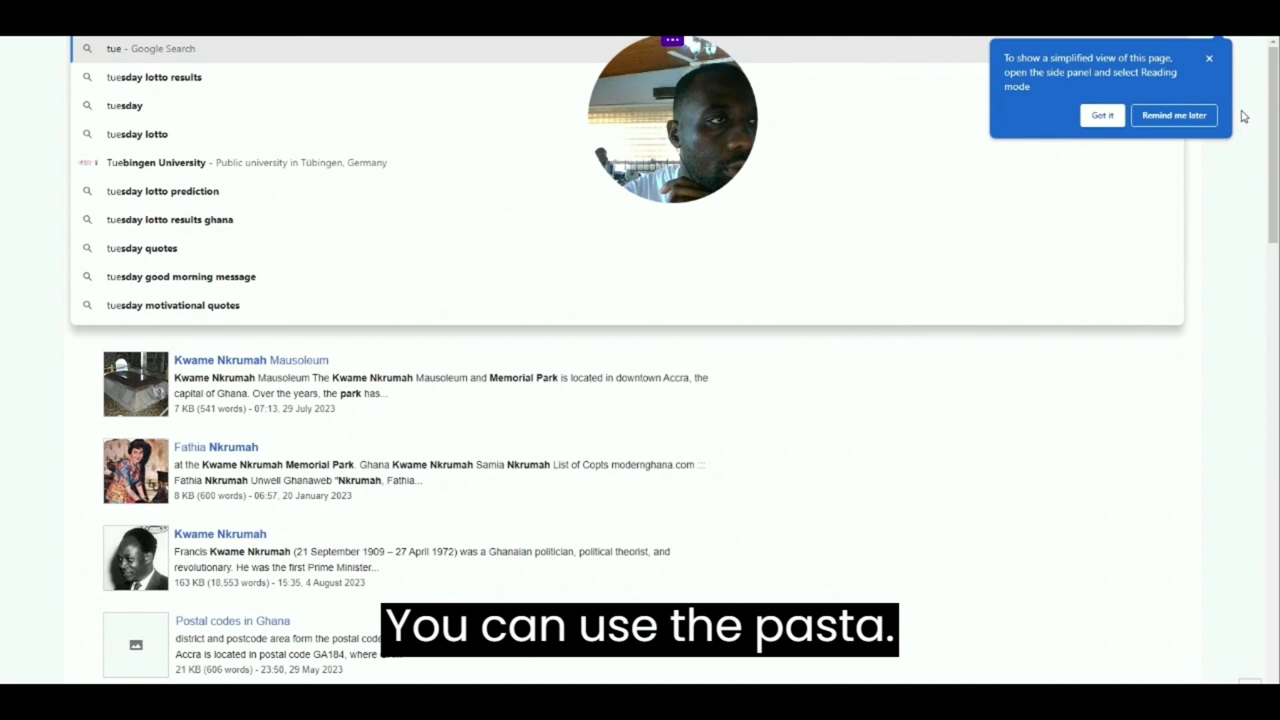 tue - Google Search
tuesday lotto results
tuesday
tuesday lotto
Tuebingen University - Public university in Tübingen, Germany
tuesday lotto prediction
tuesday lotto results ghana
tuesday quotes
tuesday good morning message
tuesday motivational quotes
To show a simplified view of this page,
open the side panel and select Reading
mode
Got it
Remind me later
Kwame Nkrumah Mausoleum
Kwame Nkrumah Mausoleum The Kwame Nkrumah Mausoleum and Memorial Park is located in downtown Accra, the
capital of Ghana. Over the years, the park has...
7 KB (541 words) - 07:13, 29 July 2023
Fathia Nkrumah
at the Kwame Nkrumah Memorial Park. Ghana Kwame Nkrumah Samia Nkrumah List of Copts modernghana.com :::
Fathia Nkrumah Unwell Ghanaweb "Nkrumah, Fathia...
8 KB (600 words) - 06:57, 20 January 2023
Kwame Nkrumah
Francis Kwame Nkrumah (21 September 1909 – 27 April 1972) was a Ghanaian politician, political theorist, and
revolutionary. He was the first Prime Minister...
163 KB (18,553 words) - 15:35, 4 August 2023
Postal codes in Ghana
district and postcode area form the postal code
Accra is located in postal code GA184, where
21 KB (606 words) - 23:50, 29 May 2023
You can use the pasta.